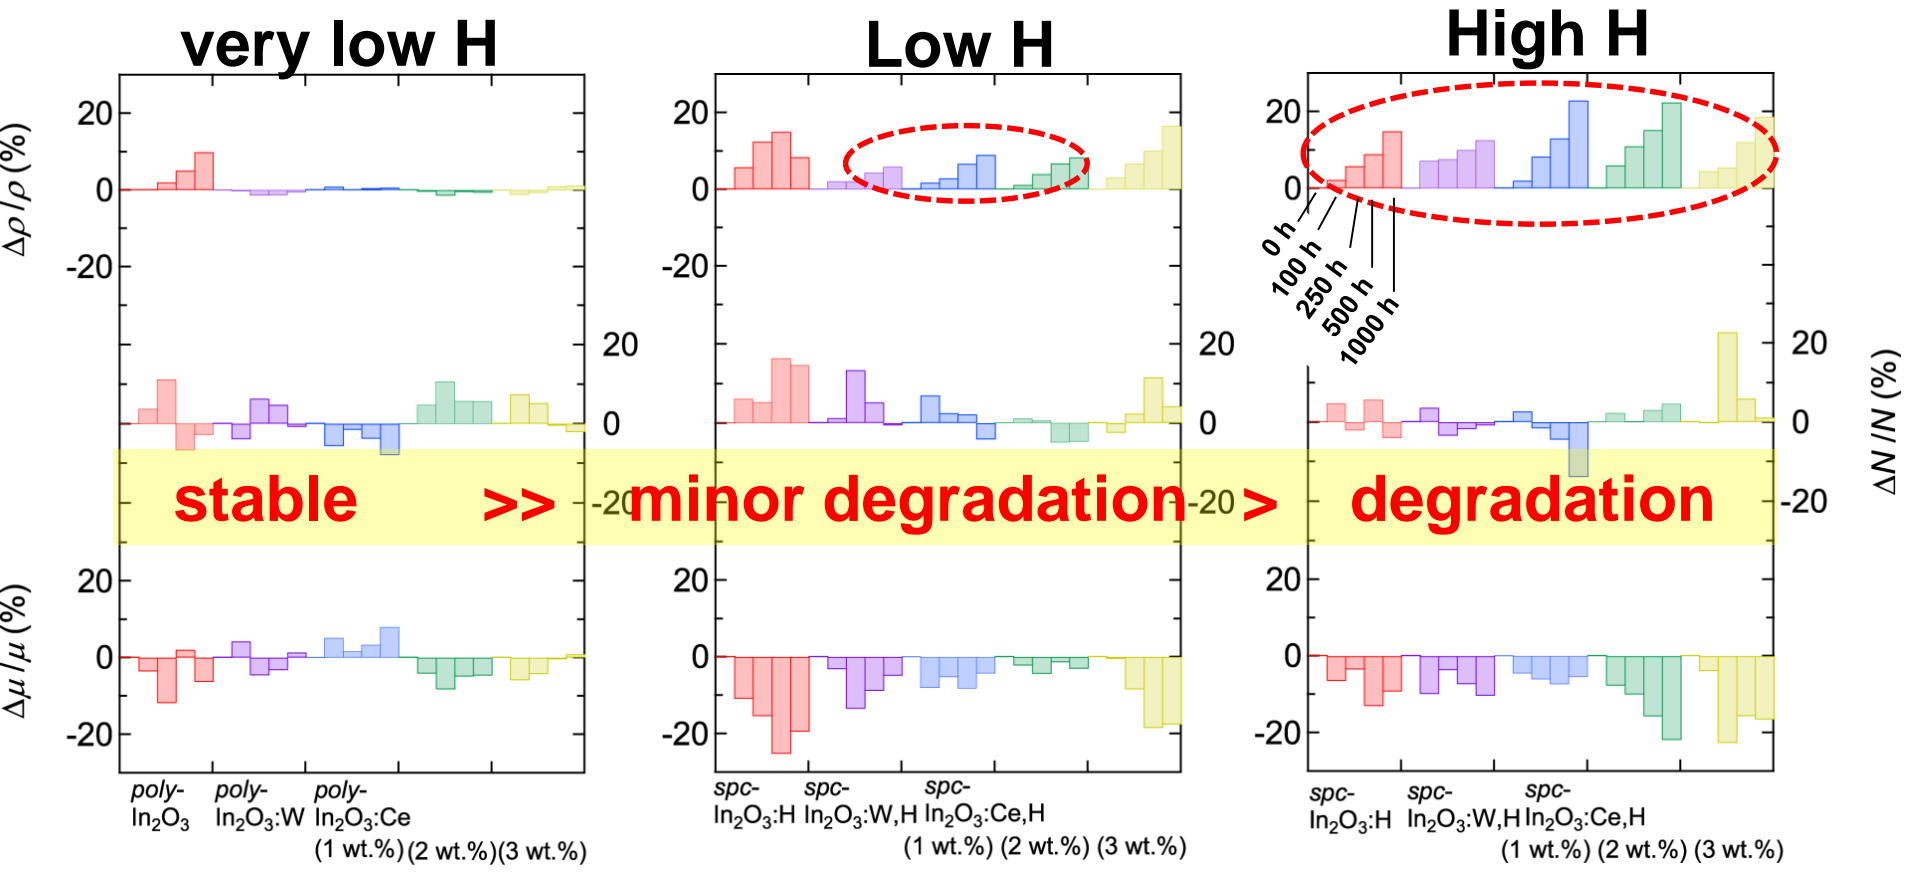 very low H
Low H
High H
Δρ / ρ (%)
20
0
-20
20
0
-20
20
0
-20
0 h
100 h
250 h
500 h
1000 h
20
0
-20
20
0
-20
20
0
-20
ΔN /N (%)
stable >> minor degradation > degradation
Δμ / μ (%)
20
0
-20
20
0
-20
20
0
-20
poly-
In₂O₃
poly-
In₂O₃:W
poly-
In₂O₃:Ce
(1 wt.%) (2 wt.%) (3 wt.%)
spc-
In₂O₃:H
spc-
In₂O₃:W,H
spc-
In₂O₃:Ce,H
(1 wt.%) (2 wt.%) (3 wt.%)
spc-
In₂O₃:H
spc-
In₂O₃:W,H
spc-
In₂O₃:Ce,H
(1 wt.%) (2 wt.%) (3 wt.%)